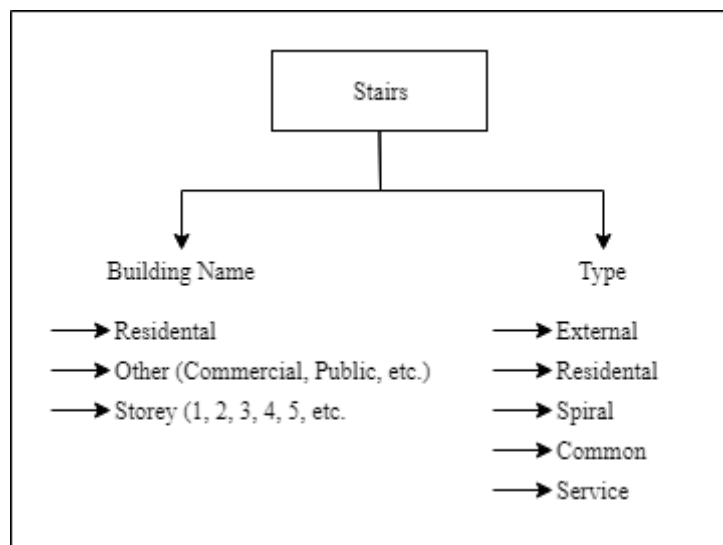 Stairs
Building Name
Type
Residental
Other (Commercial, Public, etc.)
Storey (1, 2, 3, 4, 5, etc.
External
Residental
Spiral
Common
Service